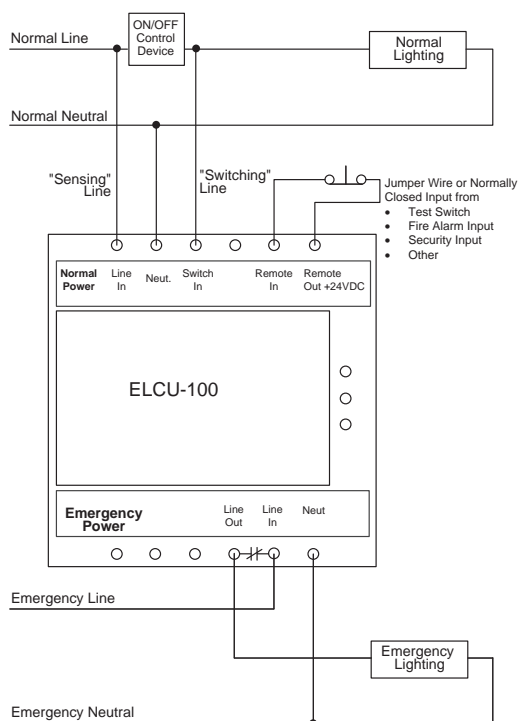 ON/OFF
Control
Device
Normal Line
Normal
Lighting
Normal Neutral
"Sensing"
Line
"Switching"
Line
Jumper Wire or Normally
Closed Input from
• Test Switch
• Fire Alarm Input
• Security Input
• Other
Normal
Power
Line
In
Neut.
Switch
In
Remote
In
Remote
Out +24VDC
ELCU-100
Emergency
Power
Line
Out
Line
In
Neut
Emergency Line
Emergency
Lighting
Emergency Neutral